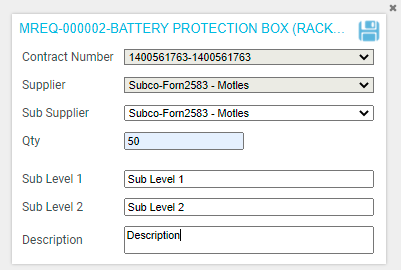 MREQ-000002-BATTERY PROTECTION BOX (RACK...
Contract Number 1400561763-1400561763
Supplier Subco-Forn2583 - Motles
Sub Supplier Subco-Forn2583 - Motles
Qty 50
Sub Level 1 Sub Level 1
Sub Level 2 Sub Level 2
Description Description